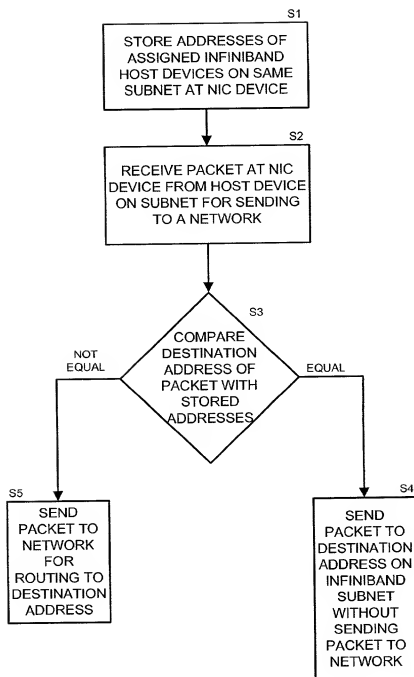 S1
STORE ADDRESSES OF
ASSIGNED INFINIBAND
HOST DEVICES ON SAME
SUBNET AT NIC DEVICE
S2
RECEIVE PACKET AT NIC
DEVICE FROM HOST DEVICE
ON SUBNET FOR SENDING
TO A NETWORK
S3
COMPARE
DESTINATION
ADDRESS OF
PACKET WITH
STORED
ADDRESSES
NOT
EQUAL
EQUAL
S5
SEND
PACKET TO
NETWORK
FOR
ROUTING TO
DESTINATION
ADDRESS
S4
SEND
PACKET TO
DESTINATION
ADDRESS ON
INFINIBAND
SUBNET
WITHOUT
SENDING
PACKET TO
NETWORK